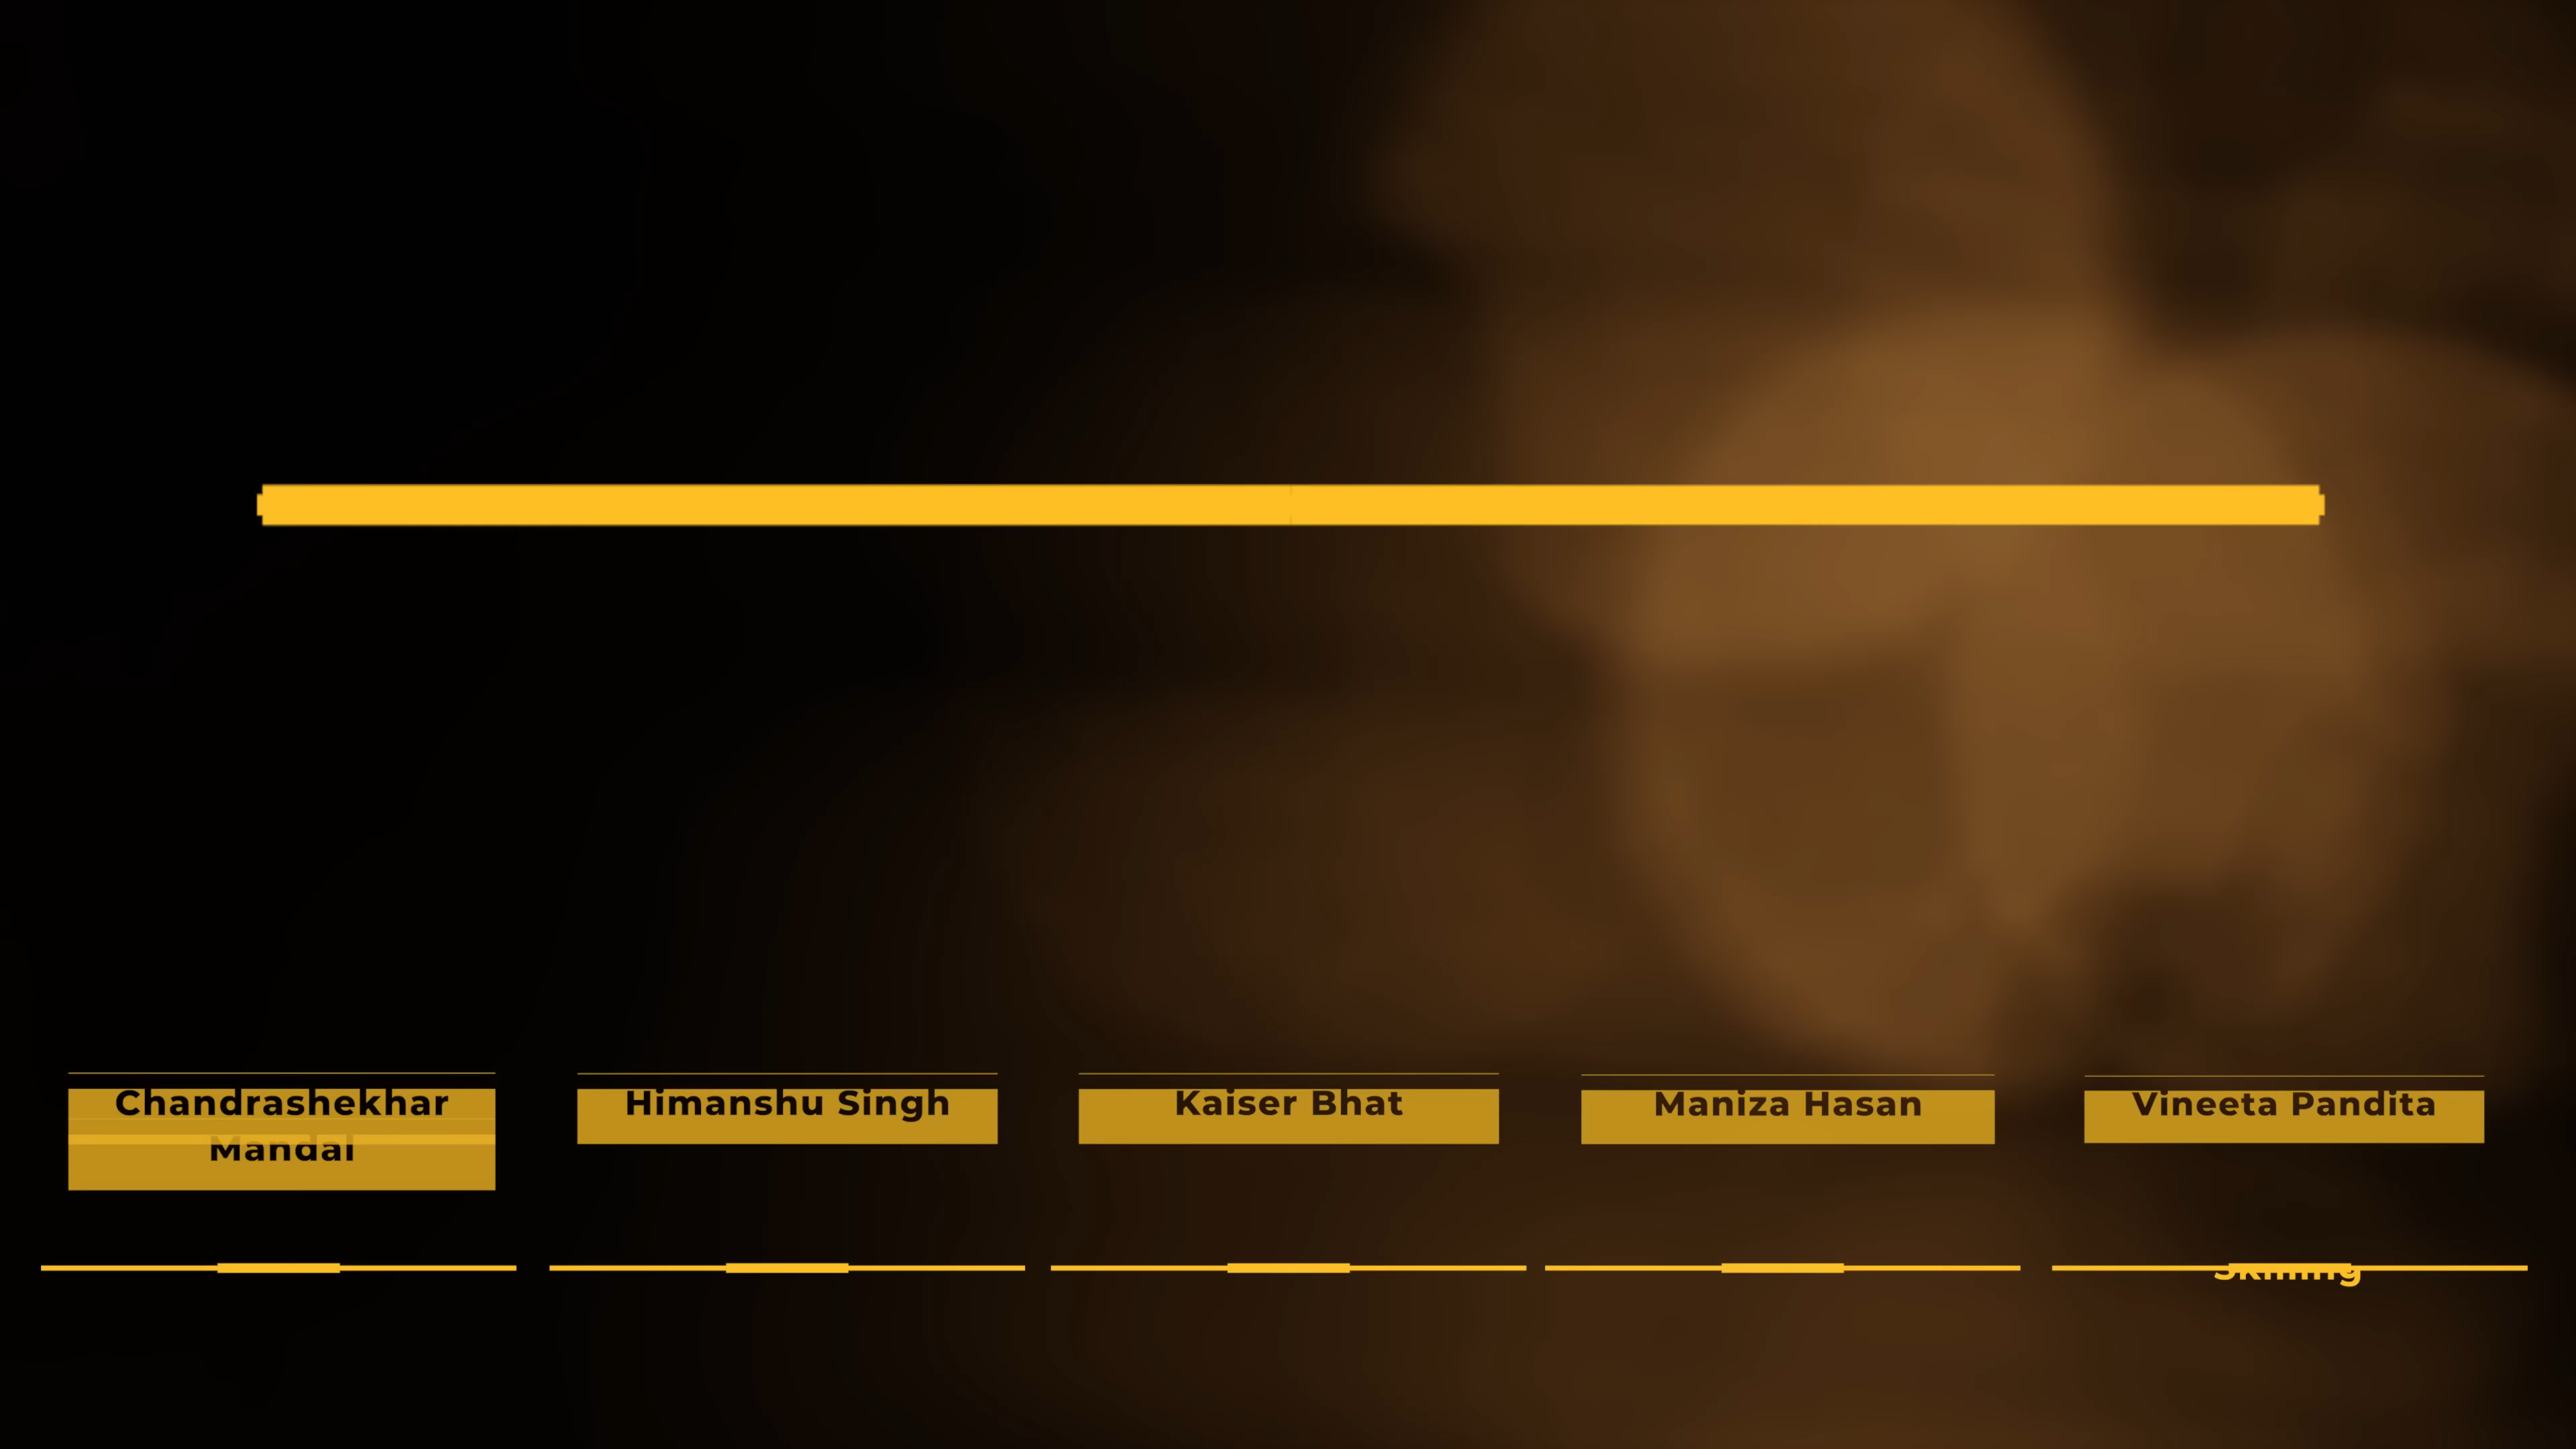 Chandrashekhar
Mandal
Himanshu Singh
Kaiser Bhat
Maniza Hasan
Vineeta Pandita